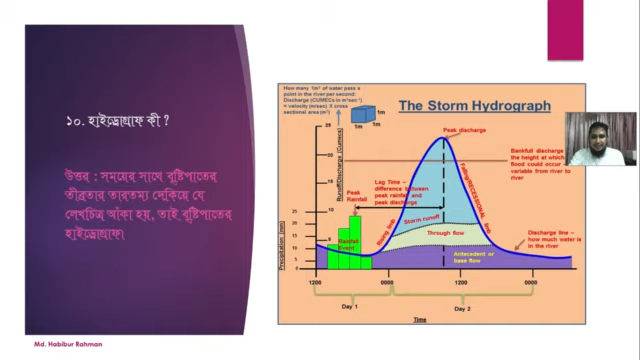 ১০. হাইড্রোগ্রাফ কী ?
উত্তর : সময়ের সাথে বৃষ্টিপাতের
তীব্রতার তারতম্য দেকিয়ে যে
লেখচিত্র আঁকা হয়, তাই বৃষ্টিপাতের
হাইড্রোগ্রাফ।
Md. Habibur Rahman
How many 1m³ of water pass a
point in the river per second:
Discharge (CUMECs in m³sec⁻¹)
= velocity (m/sec) X cross
sectional area (m²)
1m
1m
1m
The Storm Hydrograph
Peak discharge
Bankfull discharge
the height at which
flood could occur –
variable from river to
river
Lag Time –
difference between
peak rainfall and
peak discharge
Peak
Rainfall
Runoff/Discharge (Cumecs)
25
20
15
10
5
Precipitation (mm)
25
20
15
10
5
0
Rainfall
Event
Rising limb
Storm runoff
Falling/RECESSIONAL limb
Through flow
Antecedent or
base flow
Discharge line –
how much water is
in the river
1200
0000
1200
0000
Day 1
Day 2
Time